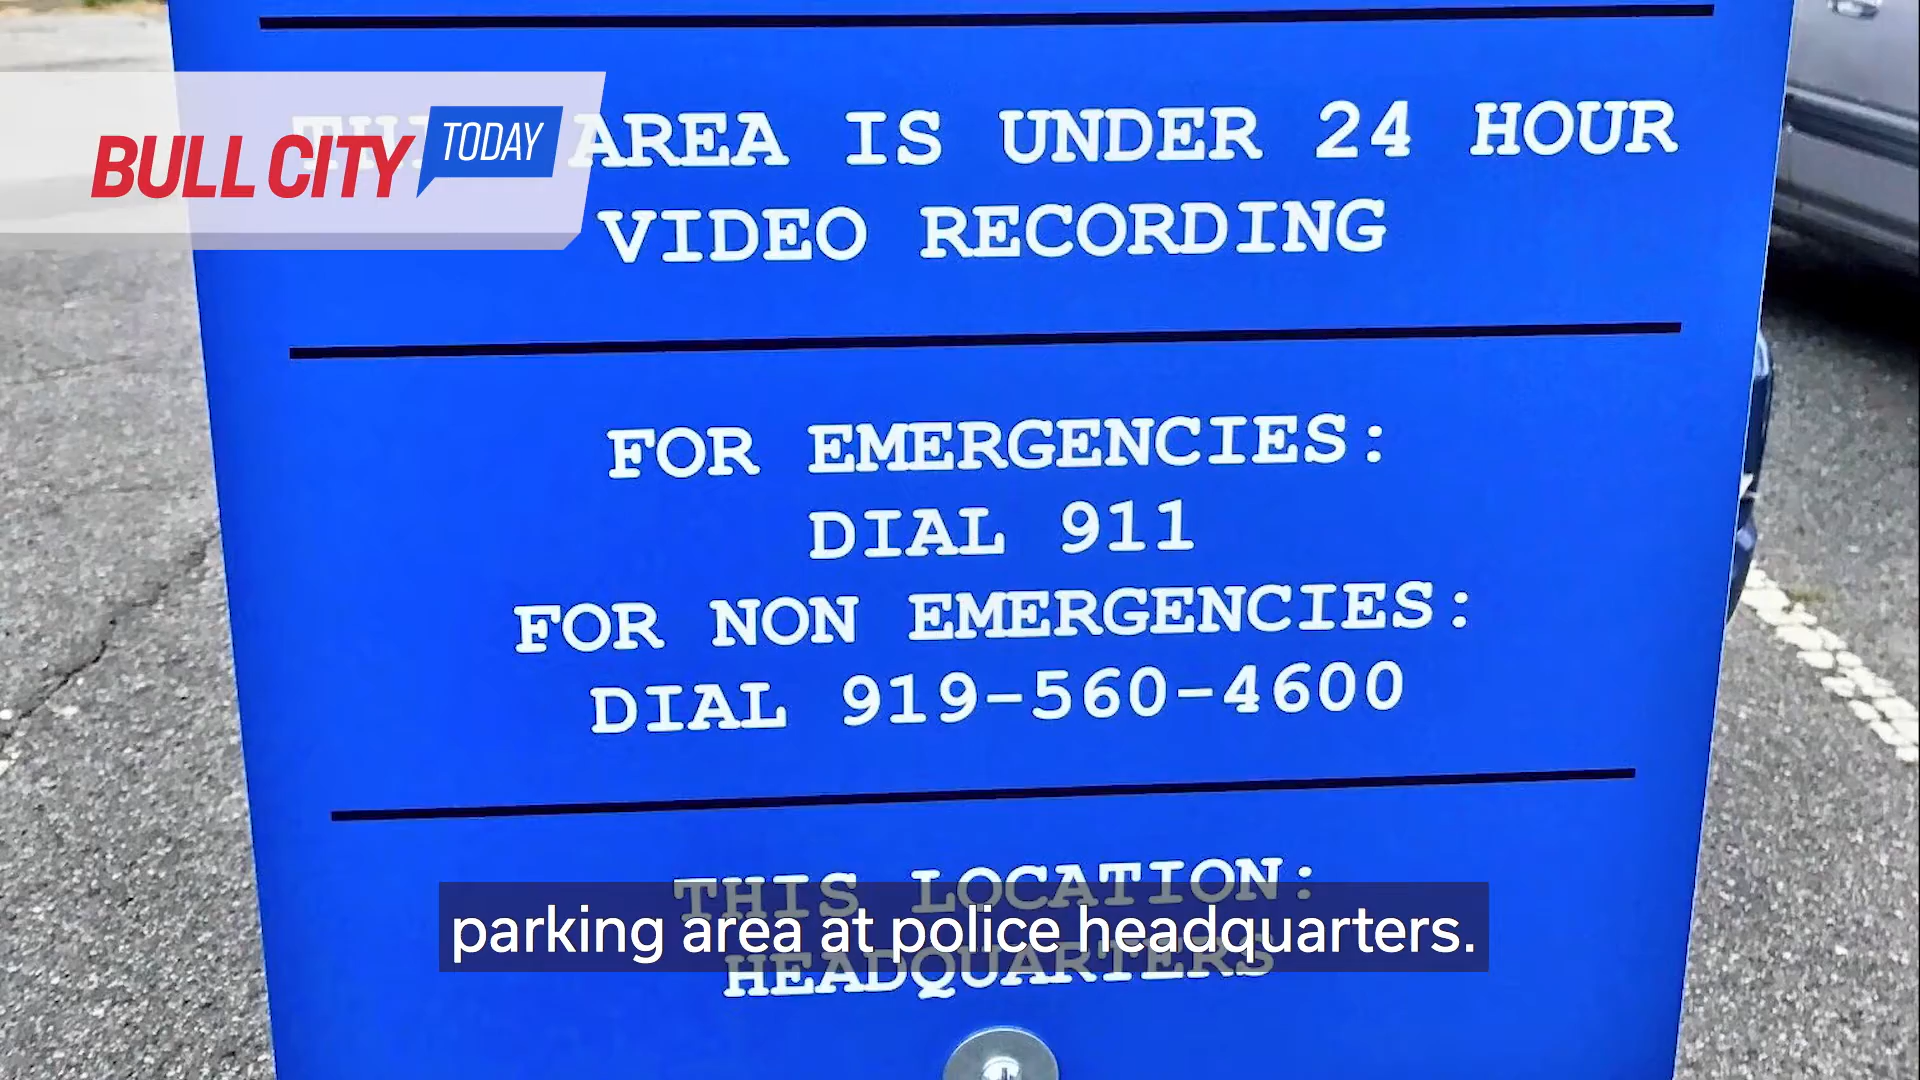 BULL CITY TODAY
THIS AREA IS UNDER 24 HOUR
VIDEO RECORDING
FOR EMERGENCIES:
DIAL 911
FOR NON EMERGENCIES:
DIAL 919-560-4600
THIS LOCATION:
HEADQUARTERS
parking area at police headquarters.